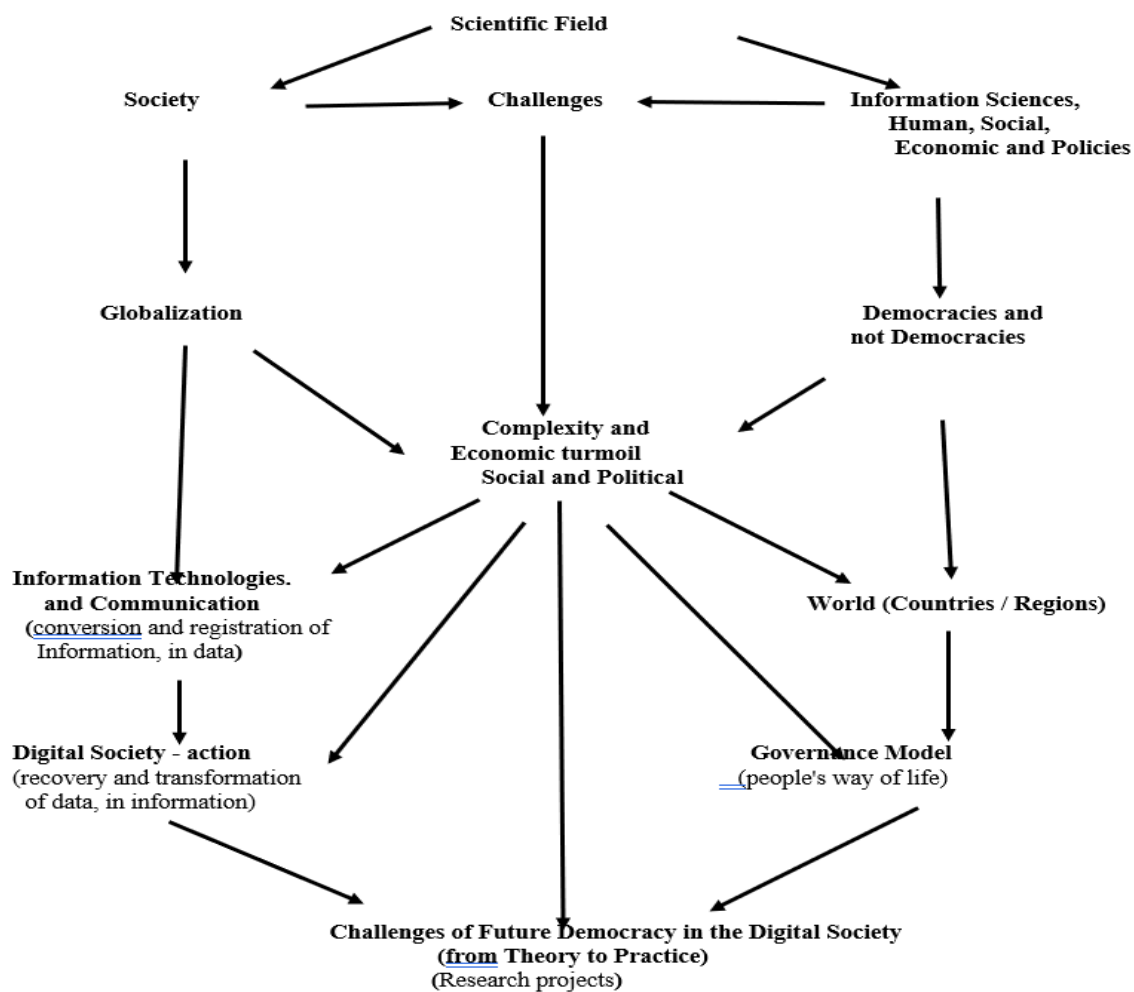 Scientific Field
Society
Challenges
Information Sciences,
Human, Social,
Economic and Policies
Globalization
Democracies and
not Democracies
Complexity and
Economic turmoil
Social and Political
Information Technologies.
and Communication
(conversion and registration of
Information, in data)
World (Countries / Regions)
Digital Society - action
(recovery and transformation
of data, in information)
Governance Model
(people's way of life)
Challenges of Future Democracy in the Digital Society
(from Theory to Practice)
(Research projects)